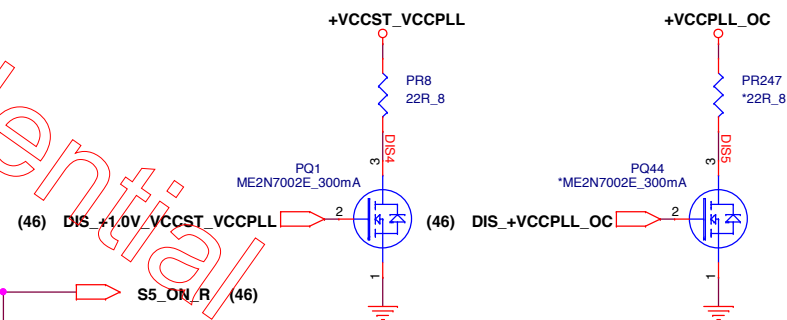 +VCCST_VCCPLL
+VCCPLL_OC
PR8
22R_8
PR247
*22R_8
DIS4
DIS5
3
3
PQ1
ME2N7002E_300mA
PQ44
*ME2N7002E_300mA
(46) DIS_+1.0V_VCCST_VCCPLL
2
(46) DIS_+VCCPLL_OC
2
1
1
S5_ON_R (46)
ential